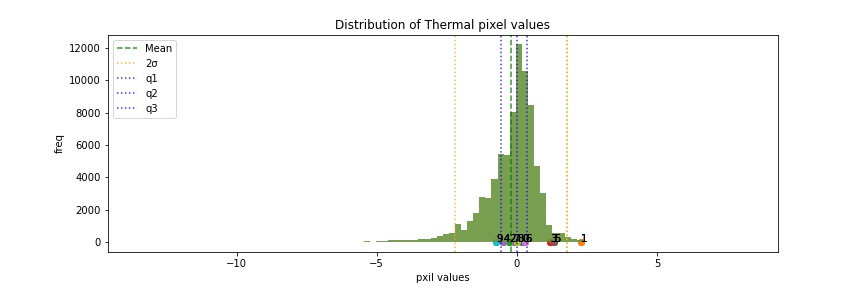 Distribution of Thermal pixel values
Mean
2σ
q1
q2
q3
12000
10000
8000
6000
4000
2000
0
freq
1
−10
−5
0
5
pxil values